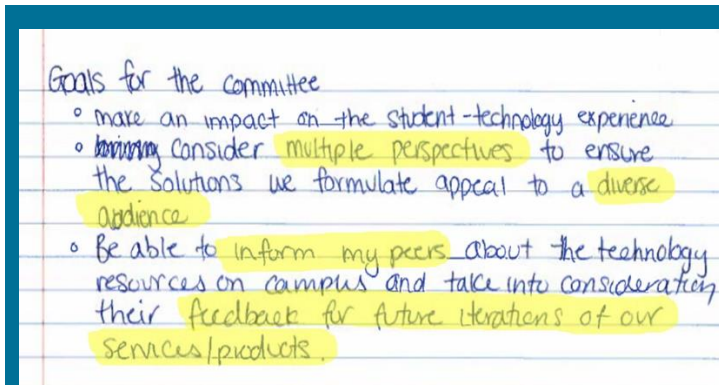 Goals for the committee
° make an impact on the student-technology experience
° consider multiple perspectives to ensure
the solutions we formulate appeal to a diverse
audience
° Be able to inform my peers about the technology
resources on campus and take into consideration
their feedback for future iterations of our
services/products.